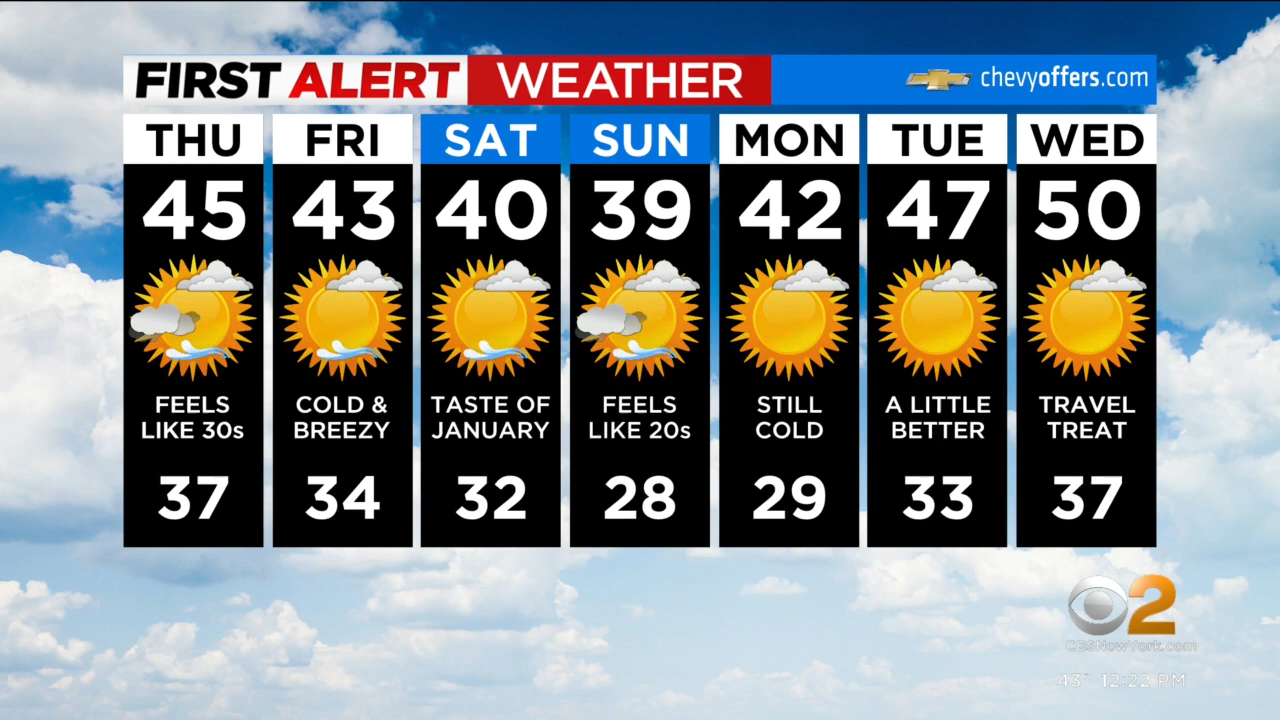 FIRST ALERT WEATHER
chevyoffers.com
THU FRI SAT SUN MON TUE WED
45 43 40 39 42 47 50
FEELS LIKE 30s
COLD & BREEZY
TASTE OF JANUARY
FEELS LIKE 20s
STILL COLD
A LITTLE BETTER
TRAVEL TREAT
37 34 32 28 29 33 37
2
CBSNewYork.com
43° 12:22 PM